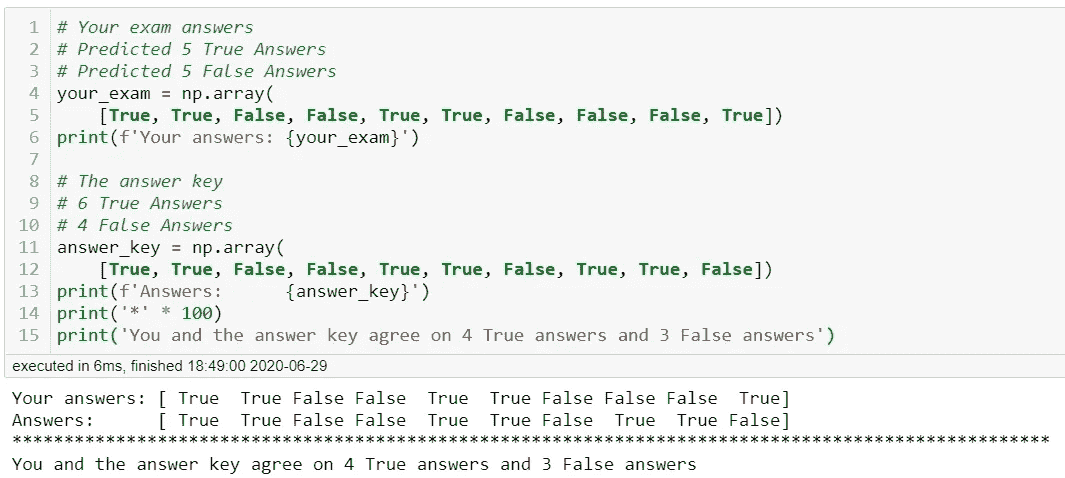 1 # Your exam answers
2 # Predicted 5 True Answers
3 # Predicted 5 False Answers
4 your_exam = np.array(
5     [True, True, False, False, True, True, False, False, False, True])
6 print(f'Your answers: {your_exam}')
7
8 # The answer key
9 # 6 True Answers
10 # 4 False Answers
11 answer_key = np.array(
12     [True, True, False, False, True, True, False, True, True, False])
13 print(f'Answers:      {answer_key}')
14 print('*' * 100)
15 print('You and the answer key agree on 4 True answers and 3 False answers')
executed in 6ms, finished 18:49:00 2020-06-29
Your answers: [ True  True False False  True  True False False False  True]
Answers:      [ True  True False False  True  True False  True  True False]
****************************************************************************************************
You and the answer key agree on 4 True answers and 3 False answers